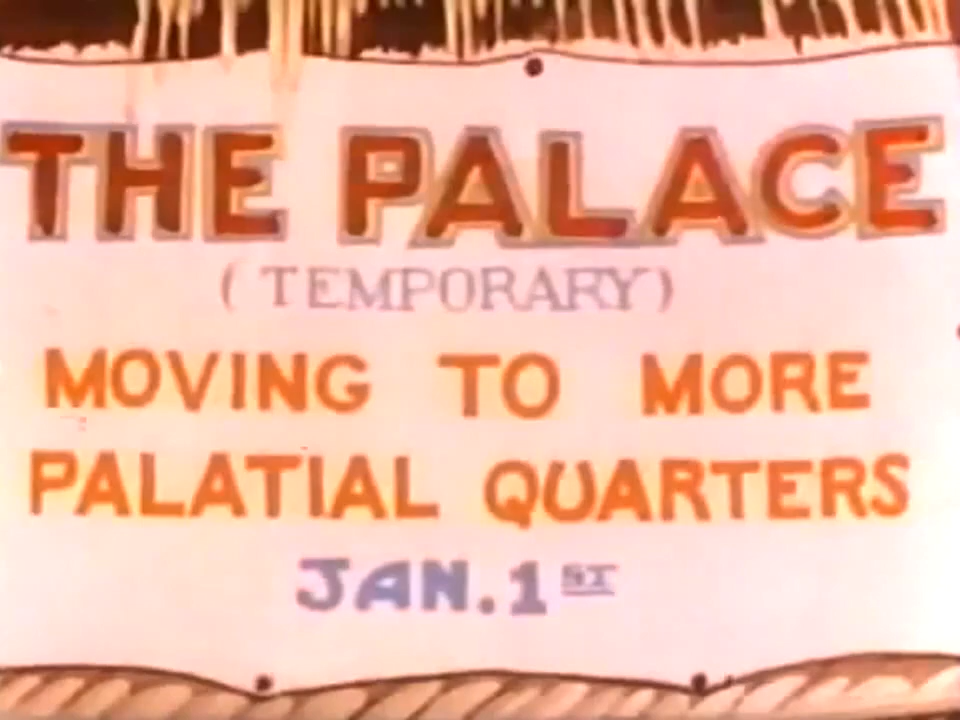 THE PALACE
(TEMPORARY)
MOVING TO MORE
PALATIAL QUARTERS
JAN. 1ST